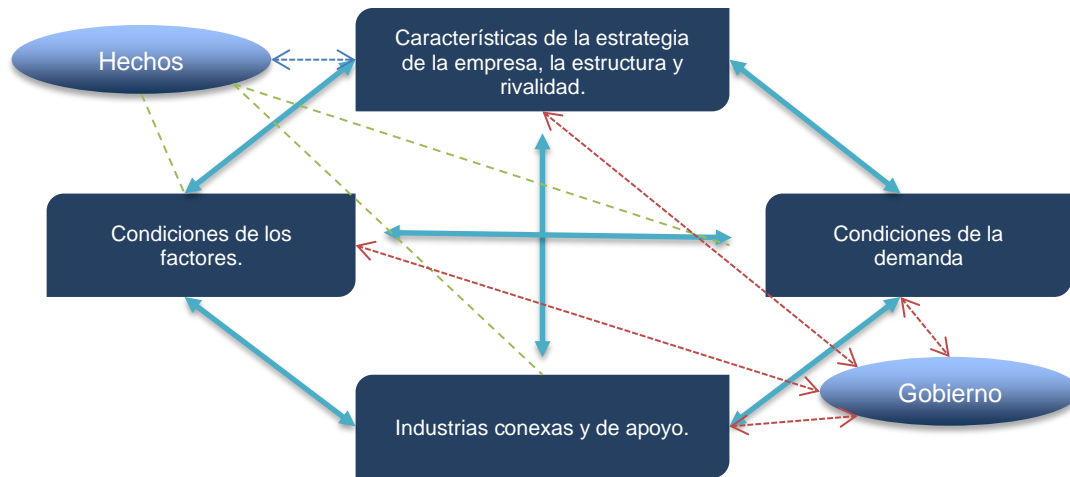 Hechos
Características de la estrategia
de la empresa, la estructura y
rivalidad.
Condiciones de los
factores.
Condiciones de la
demanda
Industrias conexas y de apoyo.
Gobierno